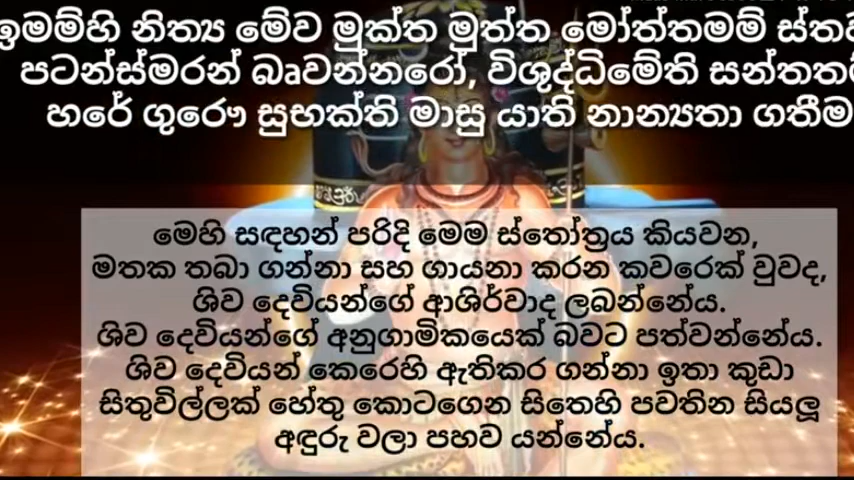 ඉමම්හි නිත්‍ය මේව මුක්ත මුත්ත මෝත්තමම්
පටන්ස්මරන් බෲවන්නරෝ, විශුද්ධිමේති
හරේ ගුරෞ සුභක්ති මාසු යාති නාන්‍යතා ගතීම
මෙහි සඳහන් පරිදි මෙම ස්තෝත්‍රය කියවන,
මතක තබා ගන්නා සහ ගායනා කරන කවරෙක් වුවද,
ශිව දෙවියන්ගේ ආශිර්වාද ලබන්නේය.
ශිව දෙවියන්ගේ අනුගාමිකයෙක් බවට පත්වන්නේය.
ශිව දෙවියන් කෙරෙහි ඇතිකර ගන්නා ඉතා කුඩා
සිතුවිල්ලක් හේතු කොටගෙන සිතෙහි පවතින සියලූ
අඳුරු වලා පහව යන්නේය.